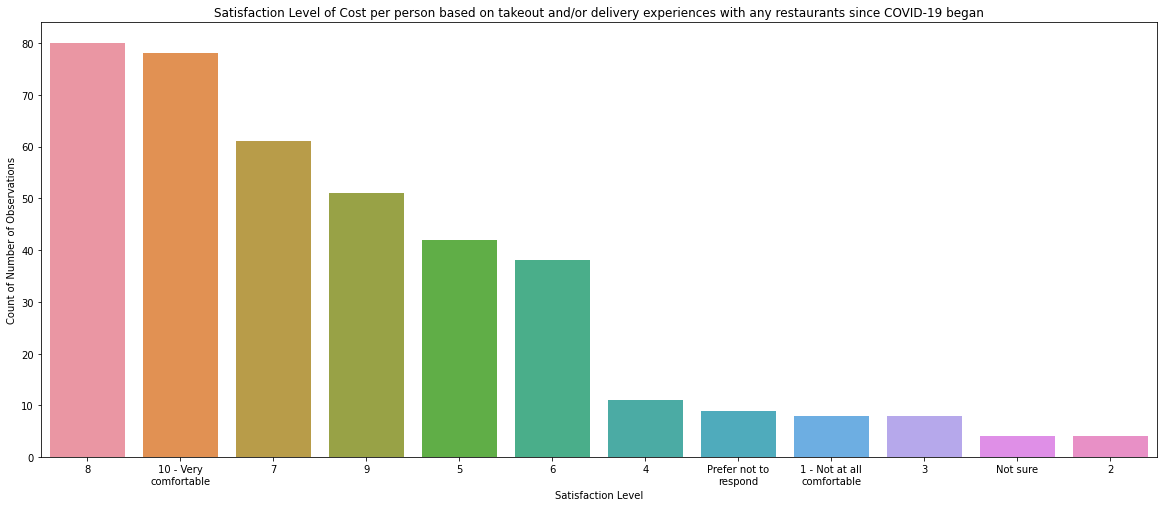 Satisfaction Level of Cost per person based on takeout and/or delivery experiences with any restaurants since COVID-19 began
Count of Number of Observations
80
70
60
50
40
30
20
10
0
8
10 - Very
comfortable
7
9
5
6
4
Prefer not to
respond
1 - Not at all
comfortable
3
Not sure
2
Satisfaction Level